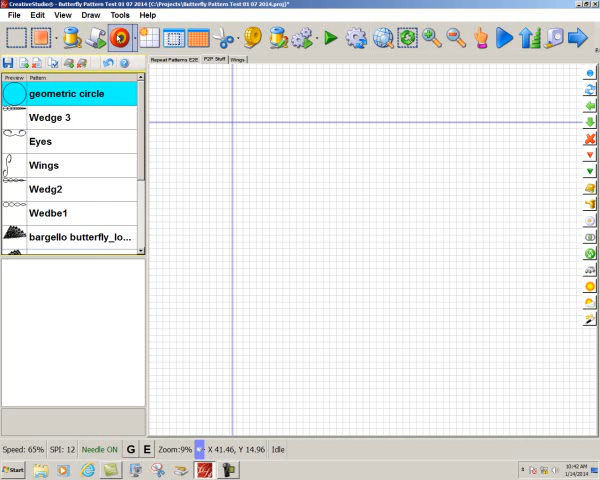 CreativeStudio® - Butterfly Pattern Test 01 07 2014 (C:\Projects\Butterfly Pattern Test 01 07 2014.proj)*
File Edit View Draw Tools Help
Repeat Patterns E2E P2P Stuff Wings
Preview Pattern
geometric circle
Wedge 3
Eyes
Wings
Wedg2
Wedbe1
bargello butterfly_lo...
Speed: 65% SPI: 12 Needle ON G E Zoom:9% X 41.46, Y 14.96 Idle
Start
10:42 AM
1/14/2014